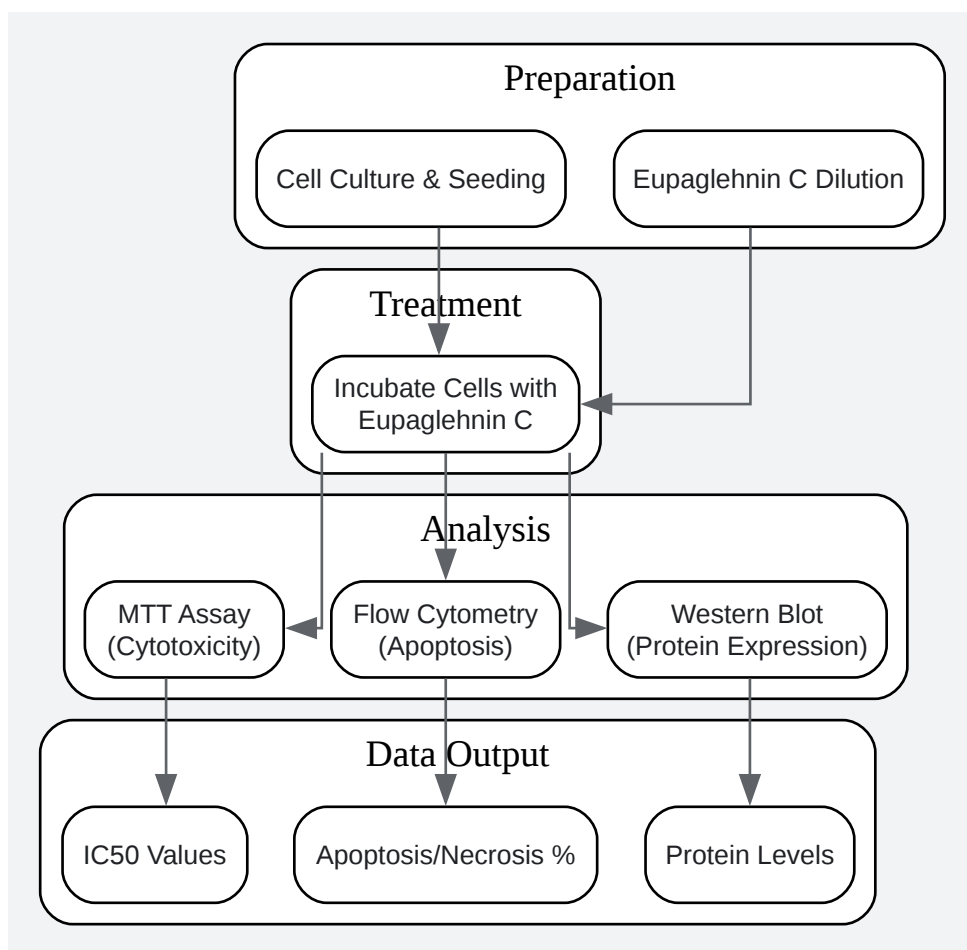 Preparation
Cell Culture & Seeding
Eupaglehnin C Dilution
Treatment
Incubate Cells with
Eupaglehnin C
Analysis
MTT Assay
(Cytotoxicity)
Flow Cytometry
(Apoptosis)
Western Blot
(Protein Expression)
Data Output
IC50 Values
Apoptosis/Necrosis %
Protein Levels